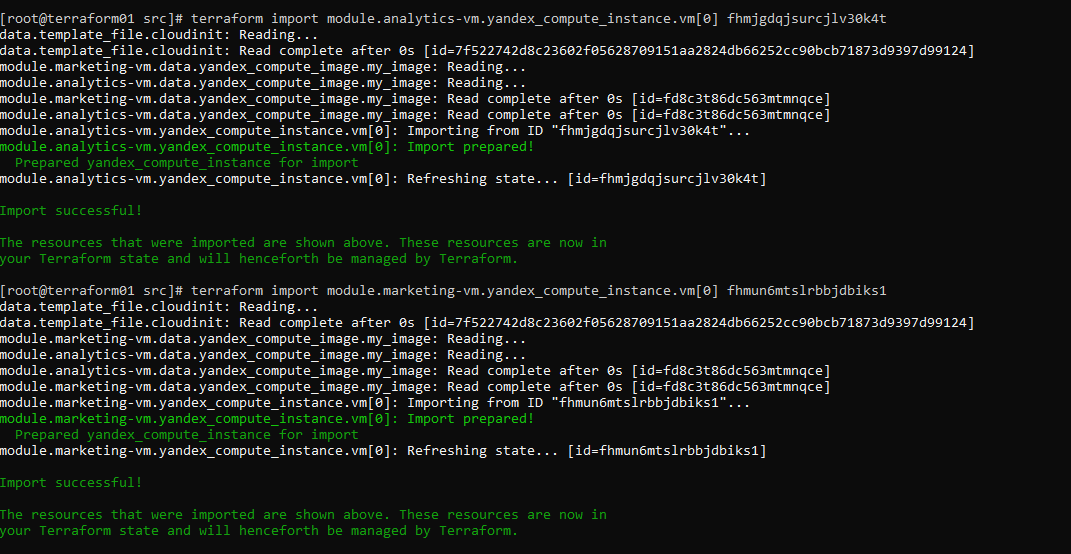 [root@terraform01 src]# terraform import module.analytics-vm.yandex_compute_instance.vm[0] fhmjgdqjsurcjlv30k4t
data.template_file.cloudinit: Reading...
data.template_file.cloudinit: Read complete after 0s [id=7f522742d8c23602f05628709151aa2824db66252cc90bcb71873d9397d99124]
module.marketing-vm.data.yandex_compute_image.my_image: Reading...
module.analytics-vm.data.yandex_compute_image.my_image: Reading...
module.marketing-vm.data.yandex_compute_image.my_image: Read complete after 0s [id=fd8c3t86dc563mtmnqce]
module.analytics-vm.data.yandex_compute_image.my_image: Read complete after 0s [id=fd8c3t86dc563mtmnqce]
module.analytics-vm.yandex_compute_instance.vm[0]: Importing from ID "fhmjgdqjsurcjlv30k4t"...
module.analytics-vm.yandex_compute_instance.vm[0]: Import prepared!
  Prepared yandex_compute_instance for import
module.analytics-vm.yandex_compute_instance.vm[0]: Refreshing state... [id=fhmjgdqjsurcjlv30k4t]

Import successful!

The resources that were imported are shown above. These resources are now in
your Terraform state and will henceforth be managed by Terraform.

[root@terraform01 src]# terraform import module.marketing-vm.yandex_compute_instance.vm[0] fhmun6mtslrbbjdbiks1
data.template_file.cloudinit: Reading...
data.template_file.cloudinit: Read complete after 0s [id=7f522742d8c23602f05628709151aa2824db66252cc90bcb71873d9397d99124]
module.marketing-vm.data.yandex_compute_image.my_image: Reading...
module.analytics-vm.data.yandex_compute_image.my_image: Reading...
module.analytics-vm.data.yandex_compute_image.my_image: Read complete after 0s [id=fd8c3t86dc563mtmnqce]
module.marketing-vm.data.yandex_compute_image.my_image: Read complete after 0s [id=fd8c3t86dc563mtmnqce]
module.marketing-vm.yandex_compute_instance.vm[0]: Importing from ID "fhmun6mtslrbbjdbiks1"...
module.marketing-vm.yandex_compute_instance.vm[0]: Import prepared!
  Prepared yandex_compute_instance for import
module.marketing-vm.yandex_compute_instance.vm[0]: Refreshing state... [id=fhmun6mtslrbbjdbiks1]

Import successful!

The resources that were imported are shown above. These resources are now in
your Terraform state and will henceforth be managed by Terraform.